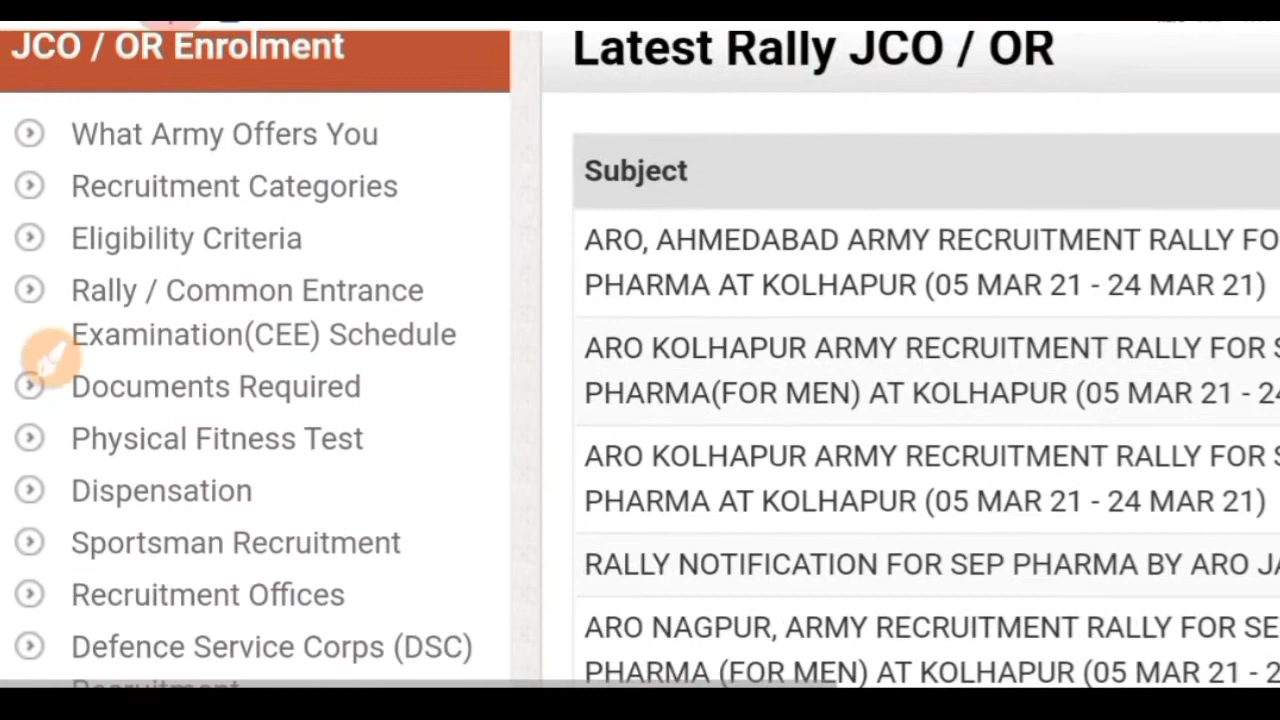 JCO / OR Enrolment
What Army Offers You
Recruitment Categories
Eligibility Criteria
Rally / Common Entrance
Examination(CEE) Schedule
Documents Required
Physical Fitness Test
Dispensation
Sportsman Recruitment
Recruitment Offices
Defence Service Corps (DSC)
Recruitment
Latest Rally JCO / OR
Subject
ARO, AHMEDABAD ARMY RECRUITMENT RALLY FO
PHARMA AT KOLHAPUR (05 MAR 21 - 24 MAR 21)
ARO KOLHAPUR ARMY RECRUITMENT RALLY FOR S
PHARMA(FOR MEN) AT KOLHAPUR (05 MAR 21 - 24
ARO KOLHAPUR ARMY RECRUITMENT RALLY FOR S
PHARMA AT KOLHAPUR (05 MAR 21 - 24 MAR 21)
RALLY NOTIFICATION FOR SEP PHARMA BY ARO JA
ARO NAGPUR, ARMY RECRUITMENT RALLY FOR SE
PHARMA (FOR MEN) AT KOLHAPUR (05 MAR 21 - 2